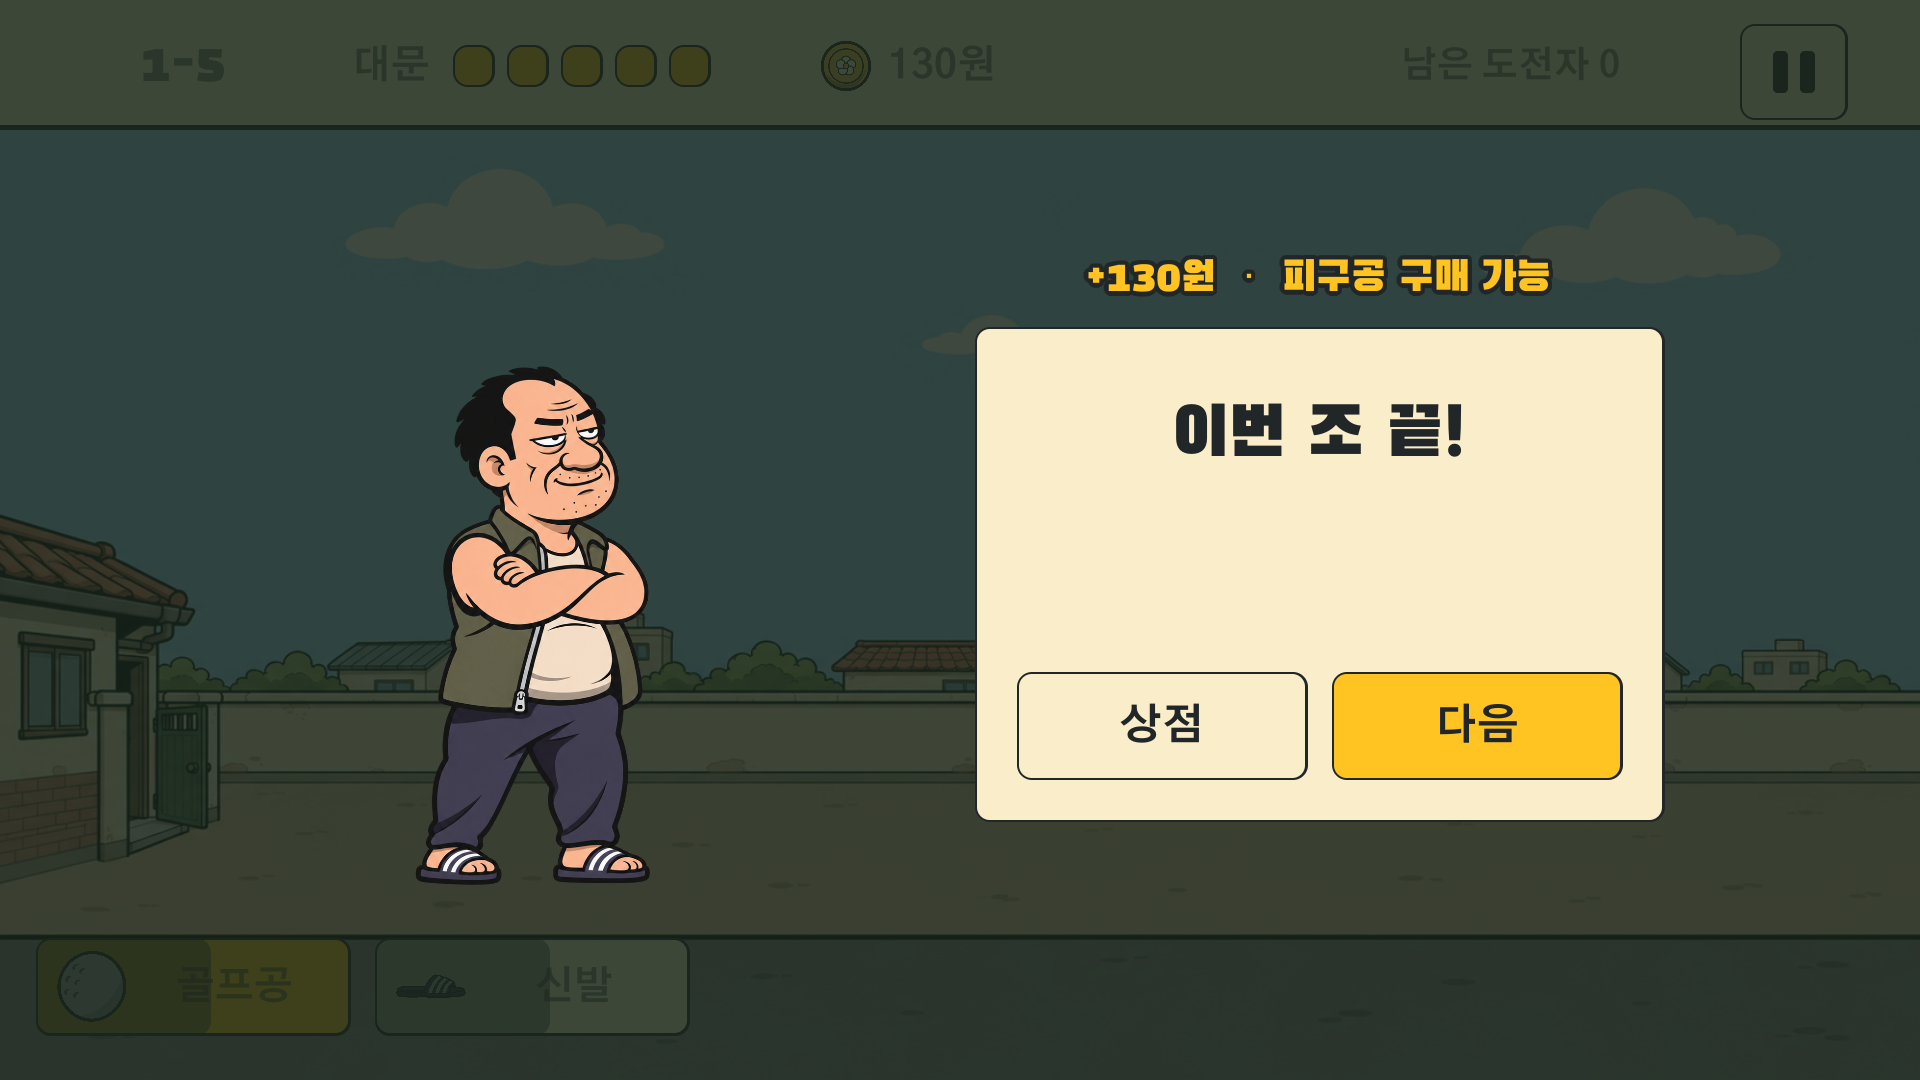 1-5
대문
130원
남은 도전자 0
+130원 · 피구공 구매 가능
이번 조 끝!
상점
다음
골프공
신발